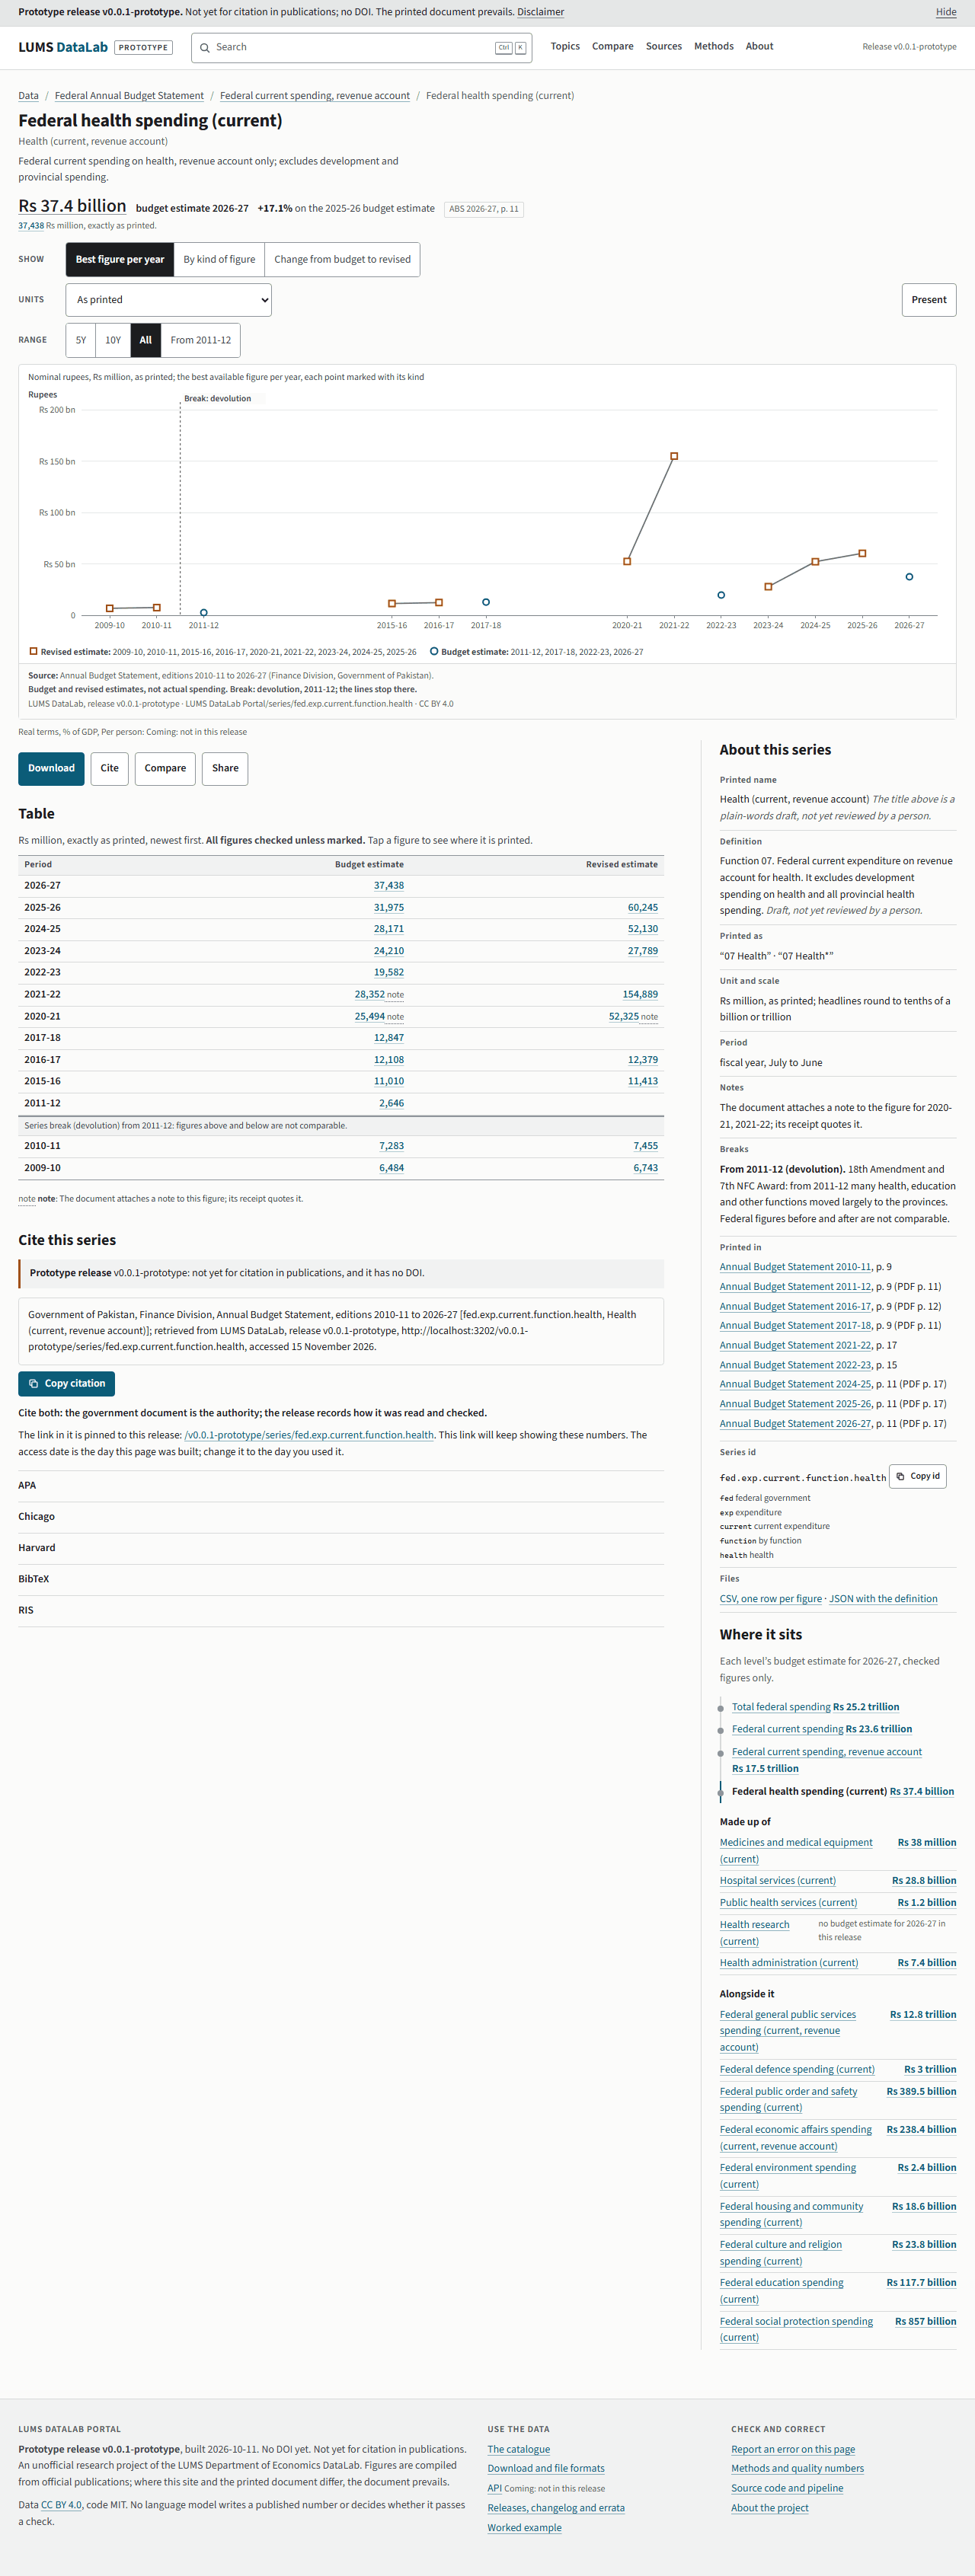 Prototype release v0.0.1-prototype. Not yet for citation in publications; no DOI. The printed document prevails. Disclaimer
Hide
LUMS DataLab PROTOTYPE
Search
Ctrl K
Topics Compare Sources Methods About
Release v0.0.1-prototype
Data / Federal Annual Budget Statement / Federal current spending, revenue account / Federal health spending (current)
Federal health spending (current)
Health (current, revenue account)
Federal current spending on health, revenue account only; excludes development and
provincial spending.
Rs 37.4 billion budget estimate 2026-27 +17.1% on the 2025-26 budget estimate ABS 2026-27, p. 11
37,438 Rs million, exactly as printed.
SHOW Best figure per year By kind of figure Change from budget to revised
UNITS As printed Present
RANGE 5Y 10Y All From 2011-12
Nominal rupees, Rs million, as printed; the best available figure per year, each point marked with its kind
Rupees
Break: devolution
Rs 200 bn
Rs 150 bn
Rs 100 bn
Rs 50 bn
0
2009-10 2010-11 2011-12 2015-16 2016-17 2017-18 2020-21 2021-22 2022-23 2023-24 2024-25 2025-26 2026-27
Revised estimate: 2009-10, 2010-11, 2015-16, 2016-17, 2020-21, 2021-22, 2023-24, 2024-25, 2025-26 Budget estimate: 2011-12, 2017-18, 2022-23, 2026-27
Source: Annual Budget Statement, editions 2010-11 to 2026-27 (Finance Division, Government of Pakistan).
Budget and revised estimates, not actual spending. Break: devolution, 2011-12; the lines stop there.
LUMS DataLab, release v0.0.1-prototype · LUMS DataLab Portal/series/fed.exp.current.function.health · CC BY 4.0
Real terms, % of GDP, Per person: Coming: not in this release
Download Cite Compare Share
Table
Rs million, exactly as printed, newest first. All figures checked unless marked. Tap a figure to see where it is printed.
Period Budget estimate Revised estimate
2026-27 37,438
2025-26 31,975 60,245
2024-25 28,171 52,130
2023-24 24,210 27,789
2022-23 19,582
2021-22 28,352 note 154,889
2020-21 25,494 note 52,325 note
2017-18 12,847
2016-17 12,108 12,379
2015-16 11,010 11,413
2011-12 2,646
Series break (devolution) from 2011-12: figures above and below are not comparable.
2010-11 7,283 7,455
2009-10 6,484 6,743
note note: The document attaches a note to this figure; its receipt quotes it.
Cite this series
Prototype release v0.0.1-prototype: not yet for citation in publications, and it has no DOI.
Government of Pakistan, Finance Division, Annual Budget Statement, editions 2010-11 to 2026-27 [fed.exp.current.function.health, Health
(current, revenue account)]; retrieved from LUMS DataLab, release v0.0.1-prototype, http://localhost:3202/v0.0.1-
prototype/series/fed.exp.current.function.health, accessed 15 November 2026.
Copy citation
Cite both: the government document is the authority; the release records how it was read and checked.
The link in it is pinned to this release: /v0.0.1-prototype/series/fed.exp.current.function.health. This link will keep showing these numbers. The
access date is the day this page was built; change it to the day you used it.
APA
Chicago
Harvard
BibTeX
RIS
About this series
Printed name
Health (current, revenue account) The title above is a
plain-words draft, not yet reviewed by a person.
Definition
Function 07. Federal current expenditure on revenue
account for health. It excludes development
spending on health and all provincial health
spending. Draft, not yet reviewed by a person.
Printed as
“07 Health” · “07 Health*”
Unit and scale
Rs million, as printed; headlines round to tenths of a
billion or trillion
Period
fiscal year, July to June
Notes
The document attaches a note to the figure for 2020-
21, 2021-22; its receipt quotes it.
Breaks
From 2011-12 (devolution). 18th Amendment and
7th NFC Award: from 2011-12 many health, education
and other functions moved largely to the provinces.
Federal figures before and after are not comparable.
Printed in
Annual Budget Statement 2010-11, p. 9
Annual Budget Statement 2011-12, p. 9 (PDF p. 11)
Annual Budget Statement 2016-17, p. 9 (PDF p. 12)
Annual Budget Statement 2017-18, p. 9 (PDF p. 11)
Annual Budget Statement 2021-22, p. 17
Annual Budget Statement 2022-23, p. 15
Annual Budget Statement 2024-25, p. 11 (PDF p. 17)
Annual Budget Statement 2025-26, p. 11 (PDF p. 17)
Annual Budget Statement 2026-27, p. 11 (PDF p. 17)
Series id
fed.exp.current.function.health Copy id
fed federal government
exp expenditure
current current expenditure
function by function
health health
Files
CSV, one row per figure · JSON with the definition
Where it sits
Each level’s budget estimate for 2026-27, checked
figures only.
Total federal spending Rs 25.2 trillion
Federal current spending Rs 23.6 trillion
Federal current spending, revenue account
Rs 17.5 trillion
Federal health spending (current) Rs 37.4 billion
Made up of
Medicines and medical equipment Rs 38 million
(current)
Hospital services (current) Rs 28.8 billion
Public health services (current) Rs 1.2 billion
Health research no budget estimate for 2026-27 in
(current) this release
Health administration (current) Rs 7.4 billion
Alongside it
Federal general public services Rs 12.8 trillion
spending (current, revenue
account)
Federal defence spending (current) Rs 3 trillion
Federal public order and safety Rs 389.5 billion
spending (current)
Federal economic affairs spending Rs 238.4 billion
(current, revenue account)
Federal environment spending Rs 2.4 billion
(current)
Federal housing and community Rs 18.6 billion
spending (current)
Federal culture and religion Rs 23.8 billion
spending (current)
Federal education spending Rs 117.7 billion
(current)
Federal social protection spending Rs 857 billion
(current)
LUMS DATALAB PORTAL
Prototype release v0.0.1-prototype, built 2026-10-11. No DOI yet. Not yet for citation in publications.
An unofficial research project of the LUMS Department of Economics DataLab. Figures are compiled
from official publications; where this site and the printed document differ, the document prevails.
Data CC BY 4.0, code MIT. No language model writes a published number or decides whether it passes
a check.
USE THE DATA
The catalogue
Download and file formats
API Coming: not in this release
Releases, changelog and errata
Worked example
CHECK AND CORRECT
Report an error on this page
Methods and quality numbers
Source code and pipeline
About the project